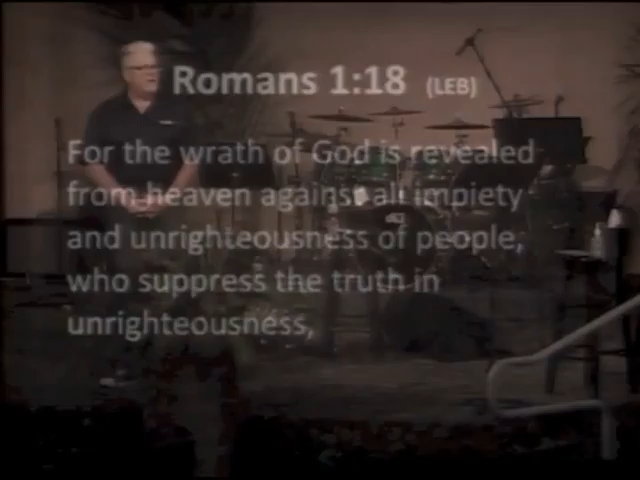 Romans 1:18 (LEB)
For the wrath of God is revealed
from heaven against all impiety
and unrighteousness of people,
who suppress the truth in
unrighteousness,